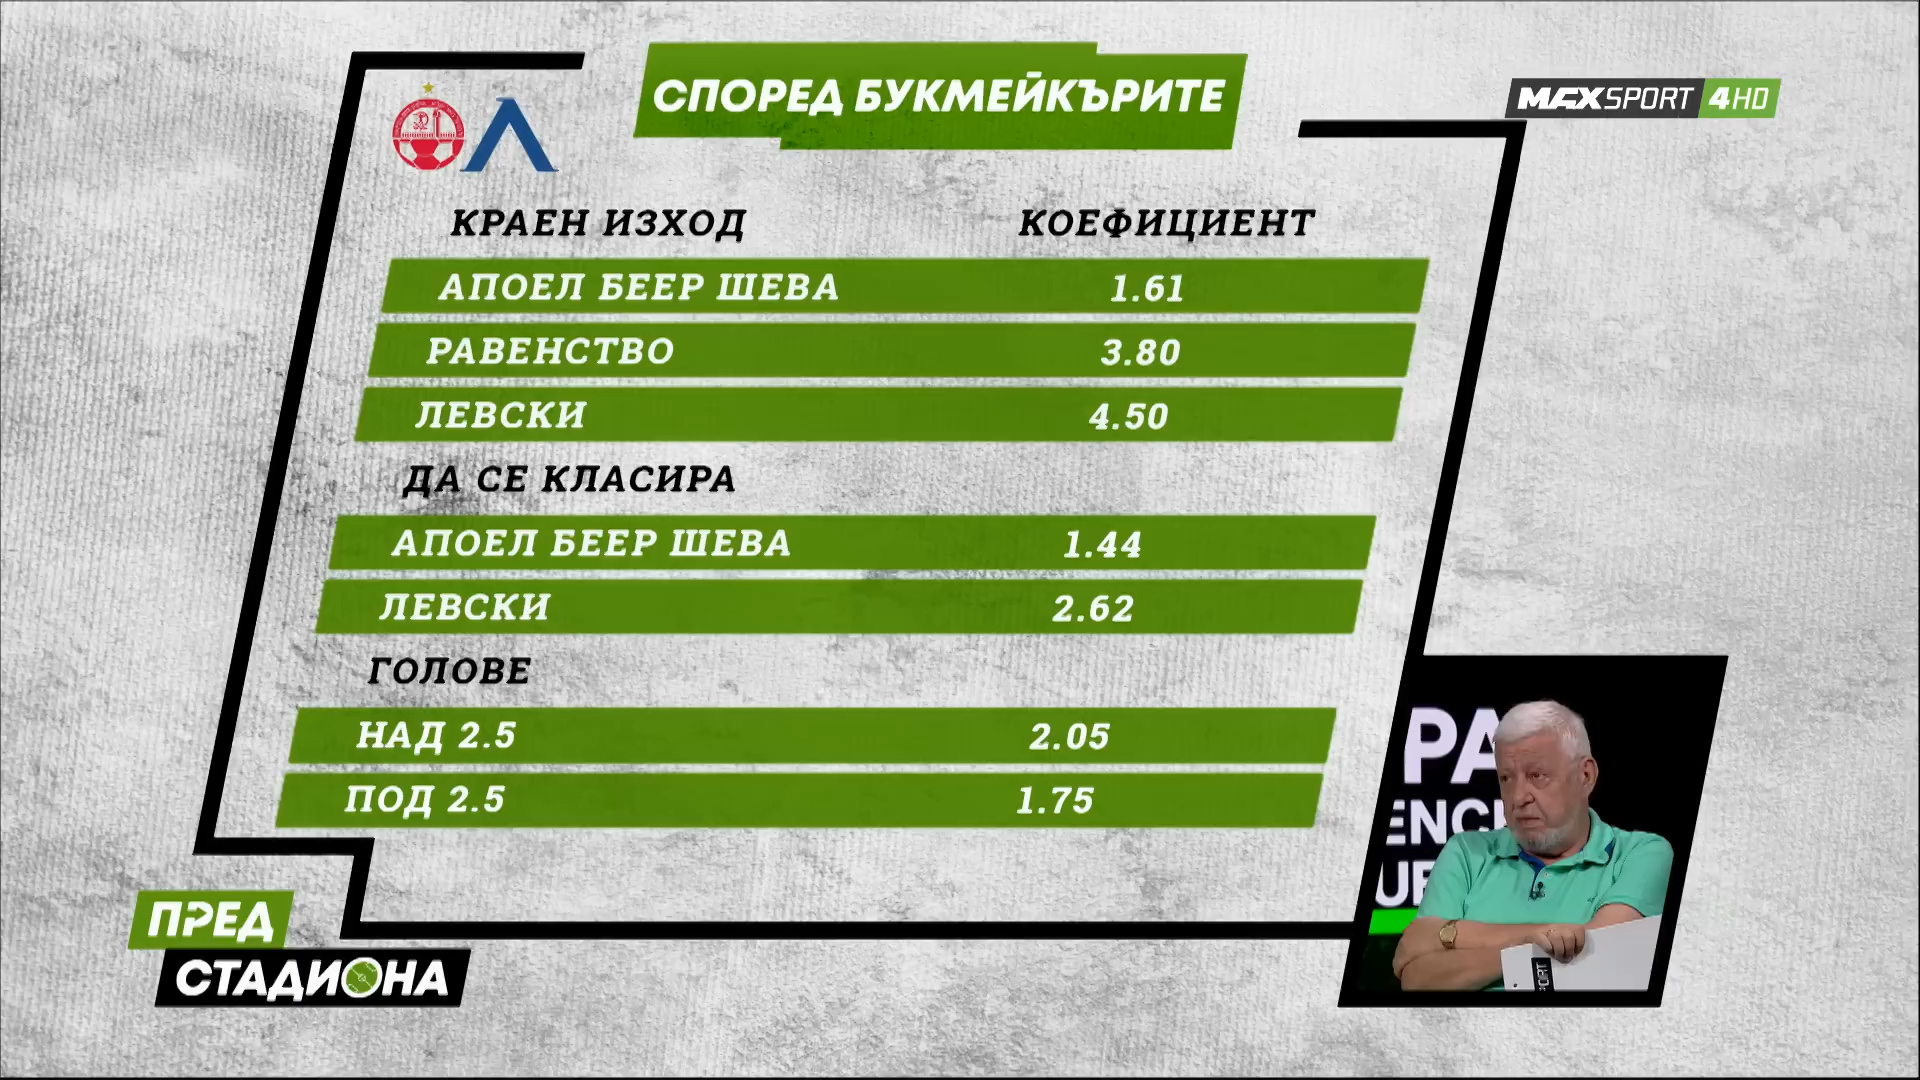 СПОРЕД БУКМЕЙКЪРИТЕ
MAXSPORT 4HD
КРАЕН ИЗХОД КОЕФИЦИЕНТ
АПОЕЛ БЕЕР ШЕВА 1.61
РАВЕНСТВО 3.80
ЛЕВСКИ 4.50
ДА СЕ КЛАСИРА
АПОЕЛ БЕЕР ШЕВА 1.44
ЛЕВСКИ 2.62
ГОЛОВЕ
НАД 2.5 2.05
ПОД 2.5 1.75
ПРЕД
СТАДИОНА